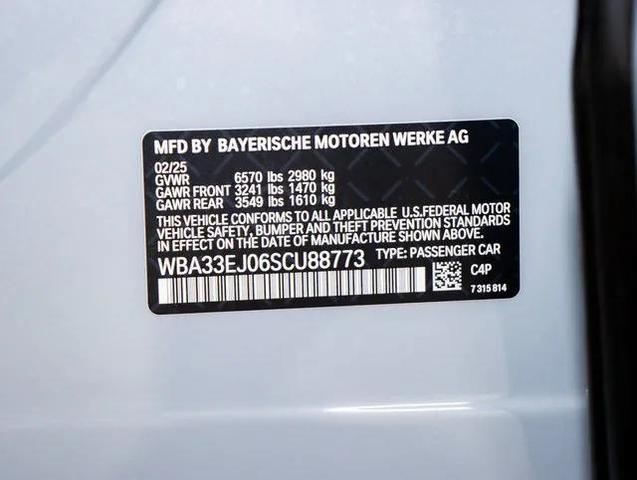 MFD BY BAYERISCHE MOTOREN WERKE AG
02/25
GVWR 6570 lbs 2980 kg
GAWR FRONT 3241 lbs 1470 kg
GAWR REAR 3549 lbs 1610 kg
THIS VEHICLE CONFORMS TO ALL APPLICABLE U.S.FEDERAL MOTOR
VEHICLE SAFETY, BUMPER AND THEFT PREVENTION STANDARDS
IN EFFECT ON THE DATE OF MANUFACTURE SHOWN ABOVE.
WBA33EJ06SCU88773 TYPE: PASSENGER CAR
C4P
7 315 814